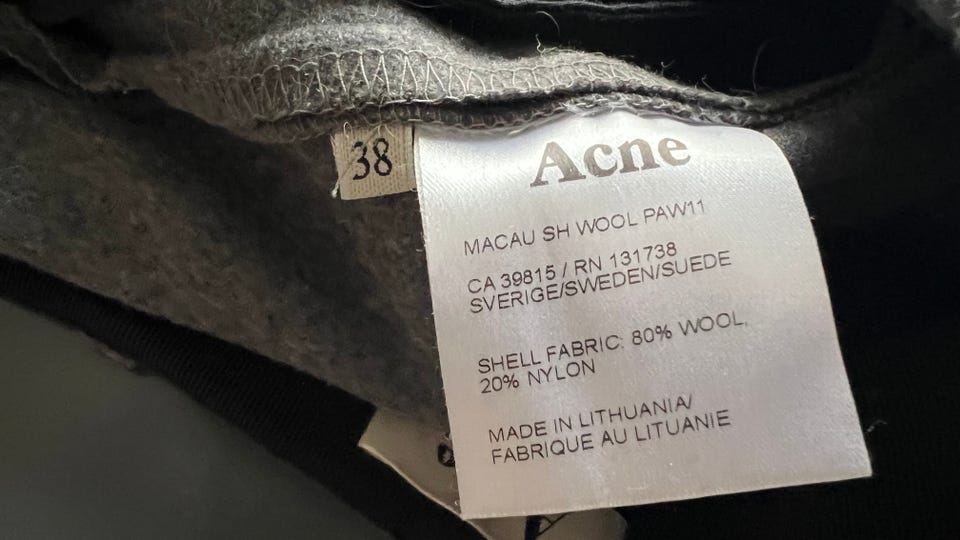 38
Acne
MACAU SH WOOL PAW11
CA 39815 / RN 131738
SVERIGE/SWEDEN/SUEDE
SHELL FABRIC: 80% WOOL,
20% NYLON
MADE IN LITHUANIA/
FABRIQUE AU LITUANIE